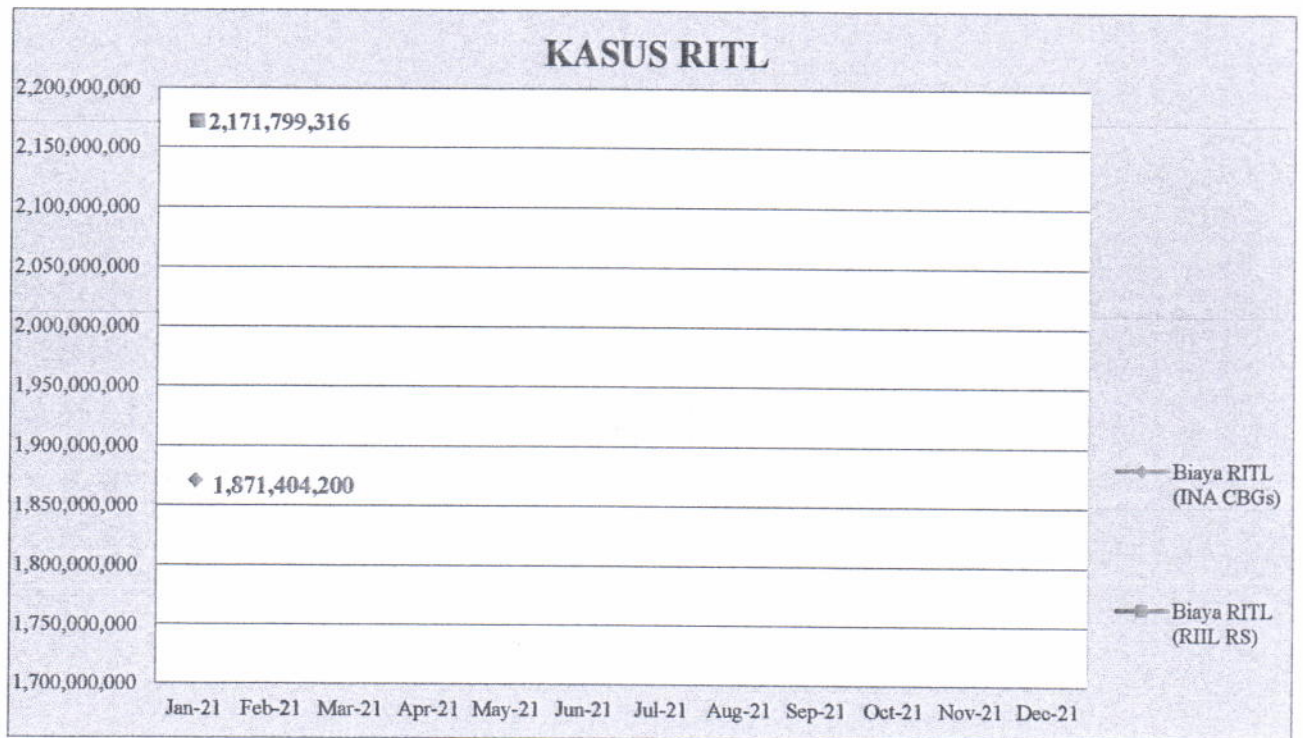 KASUS RITL
2,200,000,000
2,171,799,316
2,150,000,000
2,100,000,000
2,050,000,000
2,000,000,000
1,950,000,000
1,900,000,000
1,871,404,200
1,850,000,000
1,800,000,000
1,750,000,000
1,700,000,000
Jan-21 Feb-21 Mar-21 Apr-21 May-21 Jun-21 Jul-21 Aug-21 Sep-21 Oct-21 Nov-21 Dec-21
Biaya RITL
(INA CBGs)
Biaya RITL
(RIIL RS)